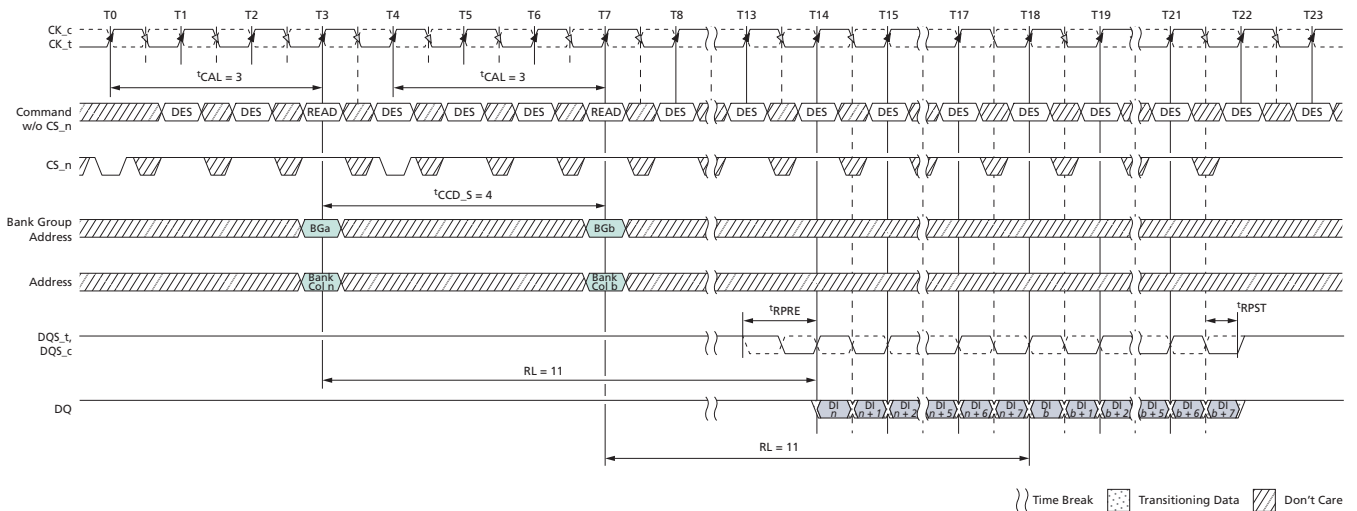 T0 T1 T2 T3 T4 T5 T6 T7 T8 T13 T14 T15 T17 T18 T19 T21 T22 T23
CK_c
CK_t
tCAL = 3 tCAL = 3
Command w/o CS_n DES DES READ DES DES DES READ DES DES DES DES DES DES DES DES DES DES
CS_n
tCCD_S = 4
Bank Group Address BGa BGb
Address Bank Col n Bank Col b
tRPRE tRPST
DQS_t, DQS_c
RL = 11
DQ DI n DI n + 1 DI n + 2 DI n + 5 DI n + 6 DI n + 7 DI b DI b + 1 DI b + 2 DI b + 5 DI b + 6 DI b + 7
RL = 11
Time Break Transitioning Data Don't Care